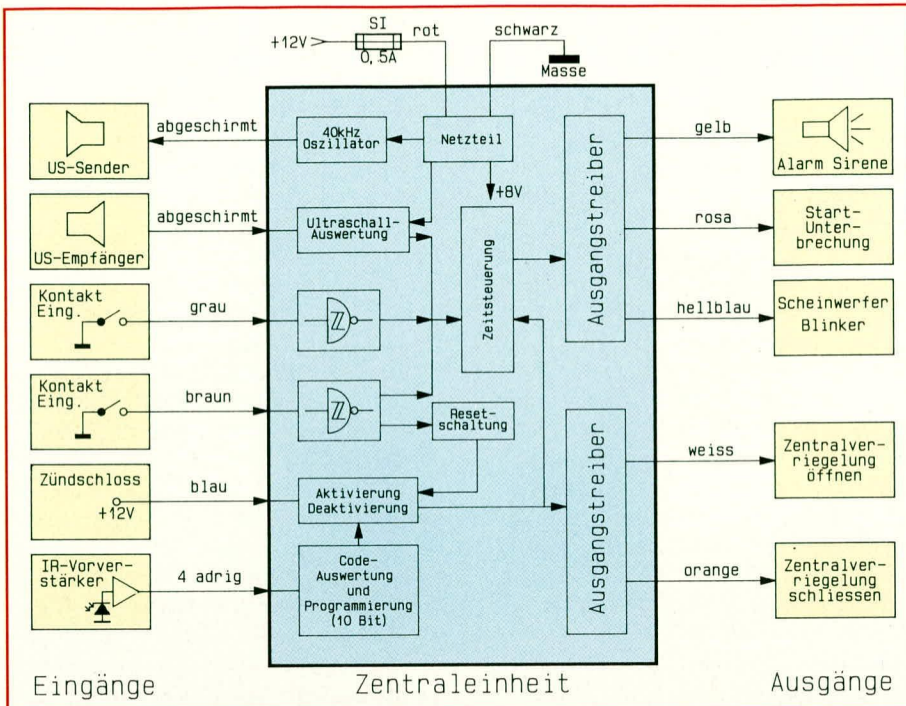 SI
+12V
0,5A
rot
schwarz
Masse
US-Sender
abgeschirmt
40kHz
Oszillator
Netzteil
+8V
US-Empfänger
abgeschirmt
Ultraschall-
Auswertung
Kontakt
Eing.
grau
Zeitsteuerung
Kontakt
Eing.
braun
Reset-
schaltung
Zündschloss
+12V
blau
Aktivierung
Deaktivierung
IR-Vorver-
stärker
4 adrig
Code-
Auswertung
und
Programmierung
(10 Bit)
Ausgangstreiber
gelb
Alarm Sirene
rosa
Start-
Unter-
brechung
hellblau
Scheinwerfer
Blinker
Ausgangstreiber
weiss
Zentralver-
riegelung
öffnen
orange
Zentralver-
riegelung
schliessen
Eingänge
Zentraleinheit
Ausgänge